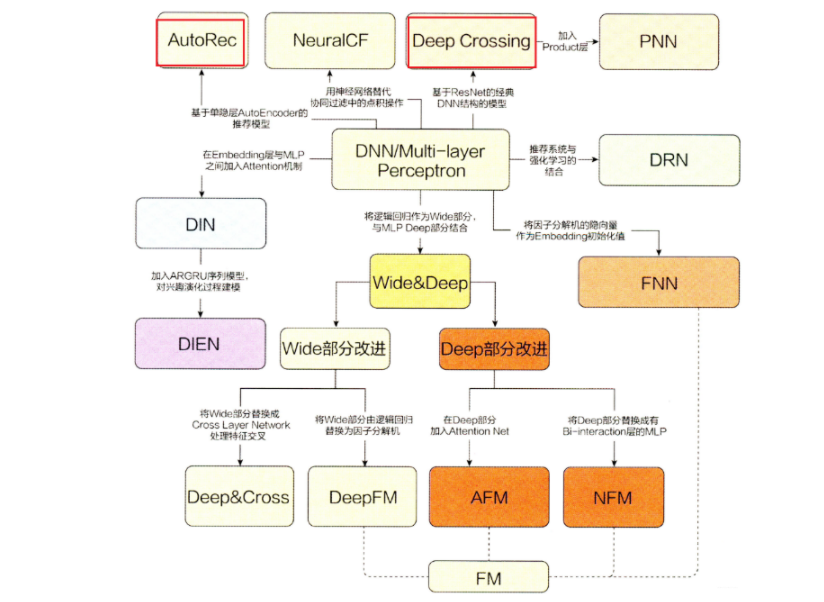 AutoRec
NeuralCF
Deep Crossing
加入
Product层
PNN
用神经网络替代
协同过滤中的点积操作
基于ResNet的经典
DNN结构的模型
基于单隐层AutoEncoder的
推荐模型
在Embedding层与MLP
之间加入Attention机制
DNN/Multi-layer
Perceptron
推荐系统与
强化学习的
结合
DRN
DIN
将逻辑回归作为Wide部分，
与MLP Deep部分结合
将因子分解机的隐向量
作为Embedding初始化值
加入ARGRU序列模型，
对兴趣演化过程建模
Wide&Deep
FNN
DIEN
Wide部分改进
Deep部分改进
将Wide部分替换成
Cross Layer Network
处理特征交叉
将Wide部分由逻辑回归
替换为因子分解机
在Deep部分
加入Attention Net
将Deep部分替换成有
Bi-interaction层的MLP
Deep&Cross
DeepFM
AFM
NFM
FM